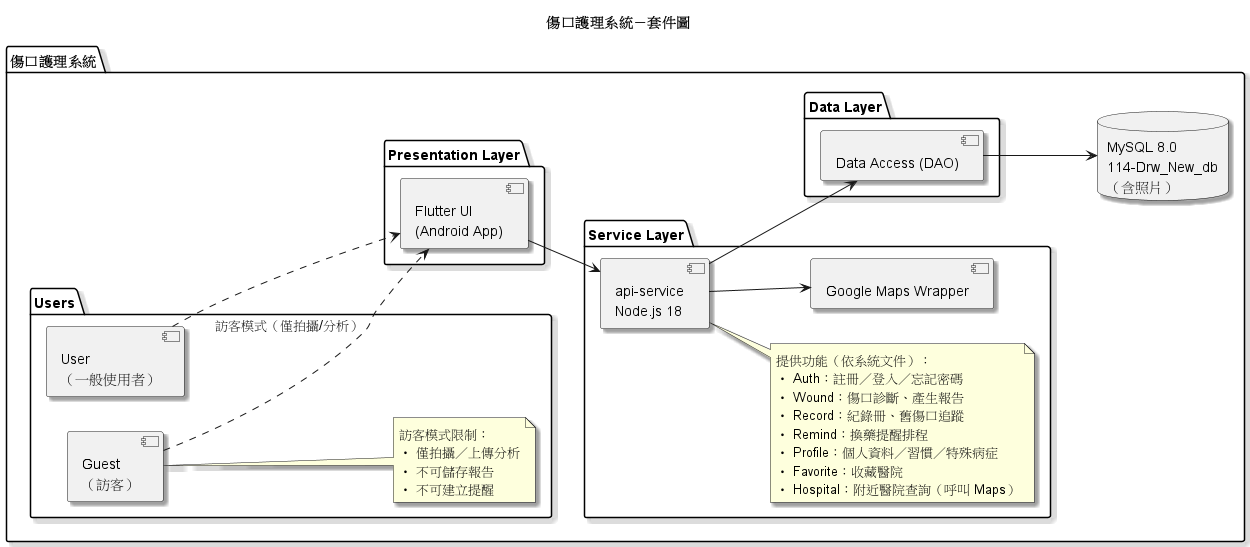 傷口護理系統－套件圖
傷口護理系統
Data Layer
Data Access (DAO)
MySQL 8.0
114-Drw_New_db
（含照片）
Presentation Layer
Flutter UI
(Android App)
Service Layer
api-service
Node.js 18
Google Maps Wrapper
Users
訪客模式（僅拍攝/分析）
User
（一般使用者）
提供功能（依系統文件）：
• Auth：註冊／登入／忘記密碼
• Wound：傷口診斷、產生報告
• Record：紀錄冊、舊傷口追蹤
• Remind：換藥提醒排程
• Profile：個人資料／習慣／特殊病症
• Favorite：收藏醫院
• Hospital：附近醫院查詢（呼叫 Maps）
Guest
（訪客）
訪客模式限制：
• 僅拍攝／上傳分析
• 不可儲存報告
• 不可建立提醒